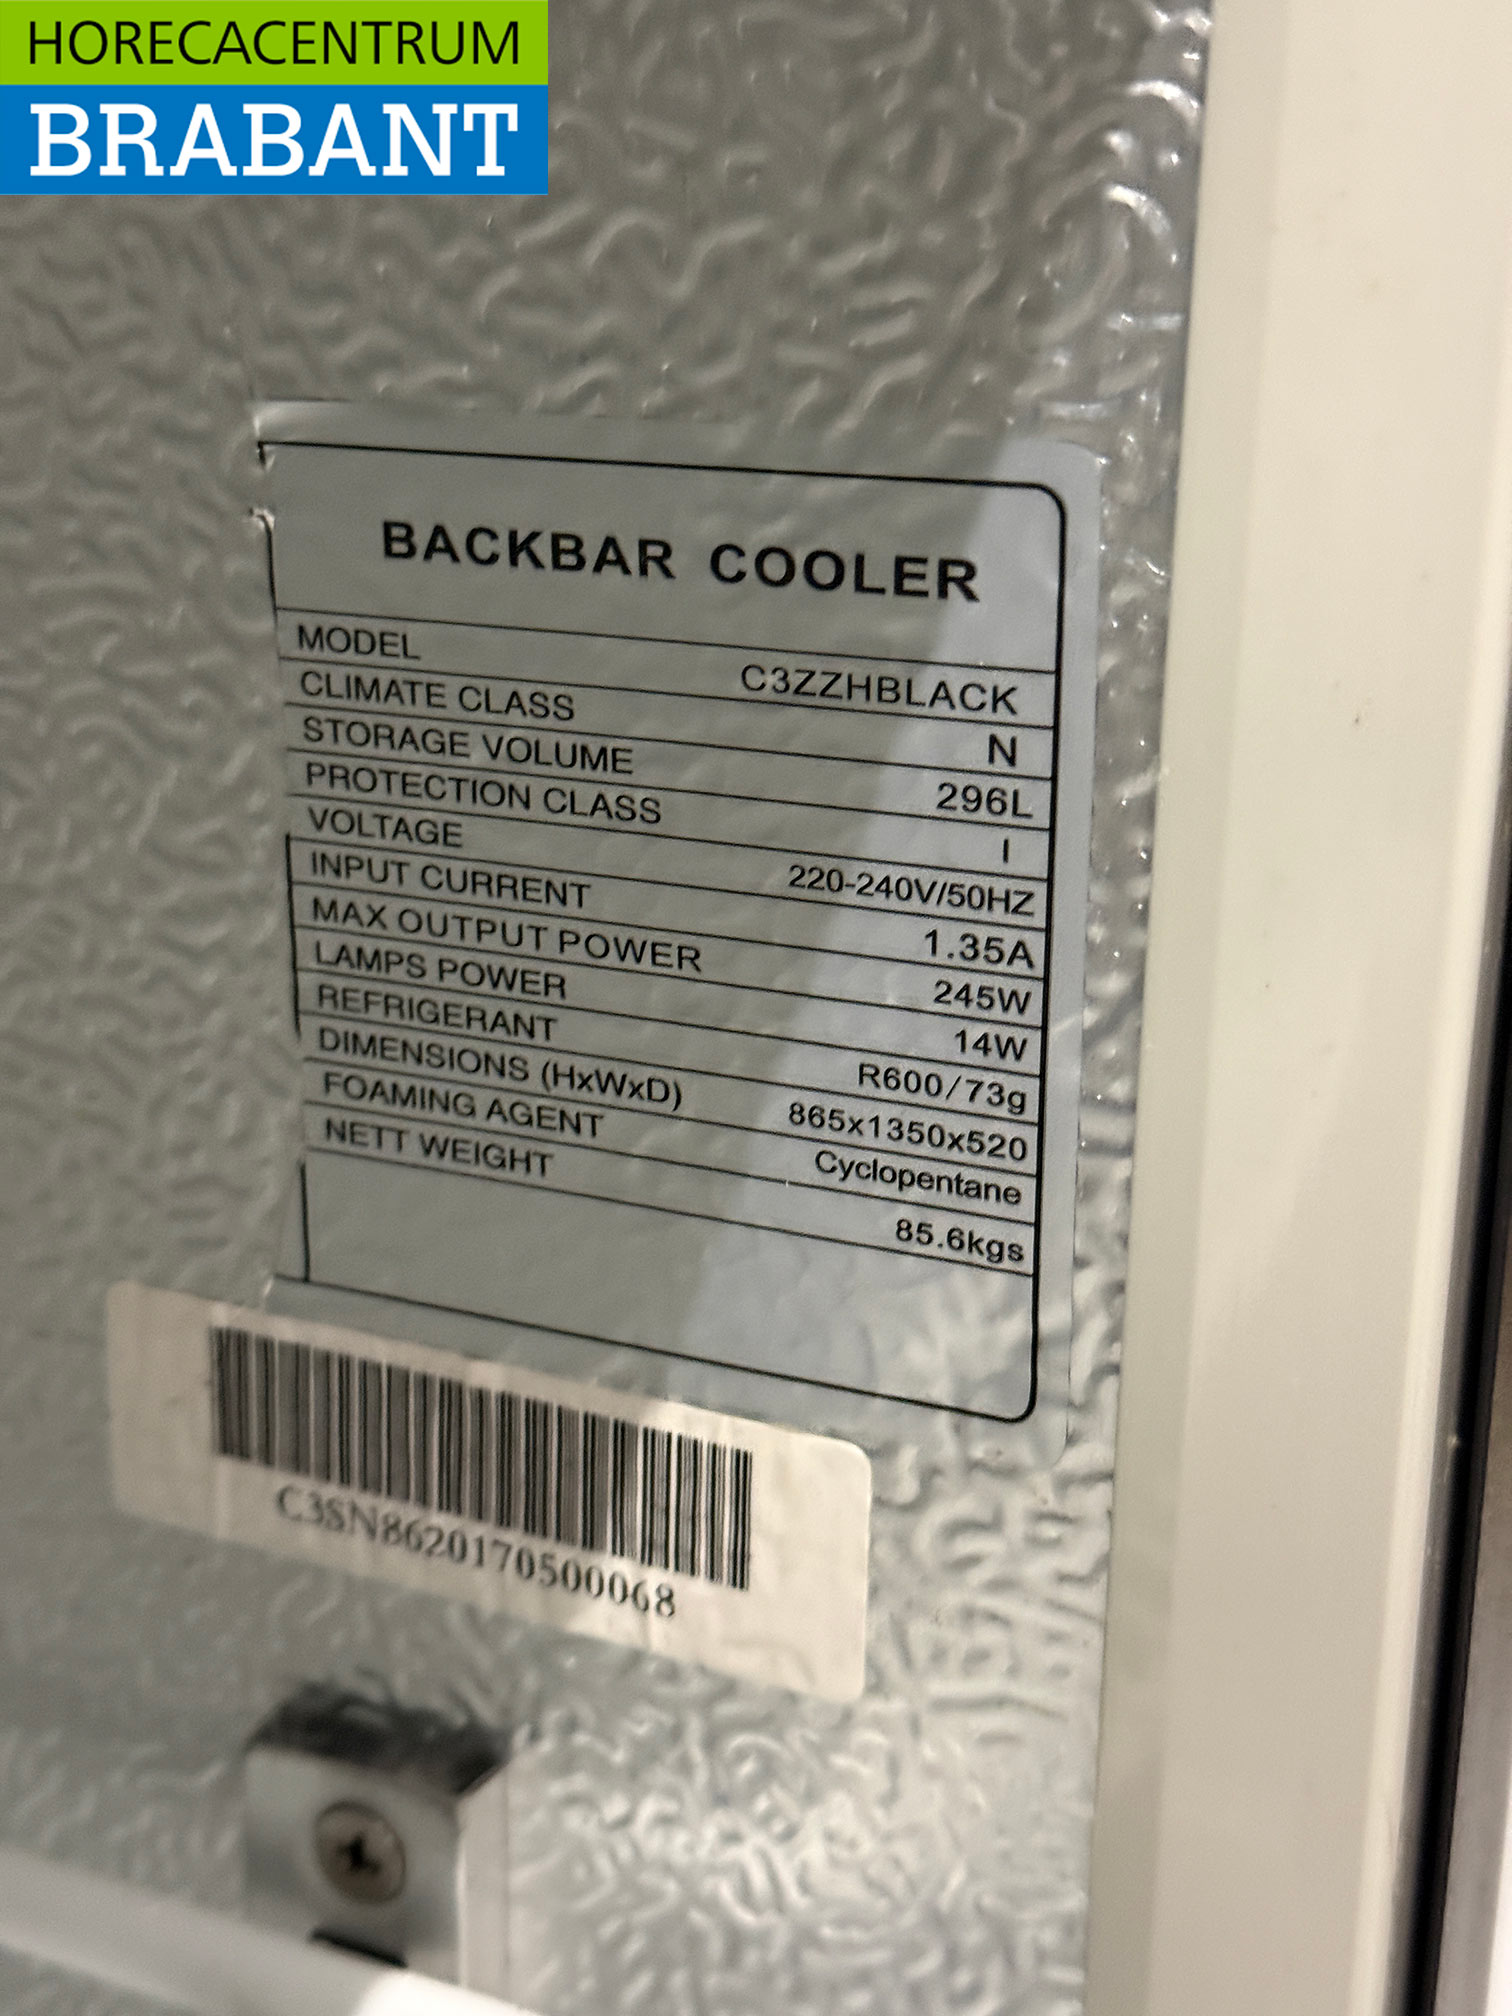 HORECACENTRUM
BRABANT
BACKBAR COOLER
MODEL C3ZZHBLACK
CLIMATE CLASS N
STORAGE VOLUME 296L
PROTECTION CLASS I
VOLTAGE 220-240V/50HZ
INPUT CURRENT 1.35A
MAX OUTPUT POWER 245W
LAMPS POWER 14W
REFRIGERANT R600/73g
DIMENSIONS (HxWxD) 865x1350x520
FOAMING AGENT Cyclopentane
NETT WEIGHT 85.6kgs
C3SN8620170500068